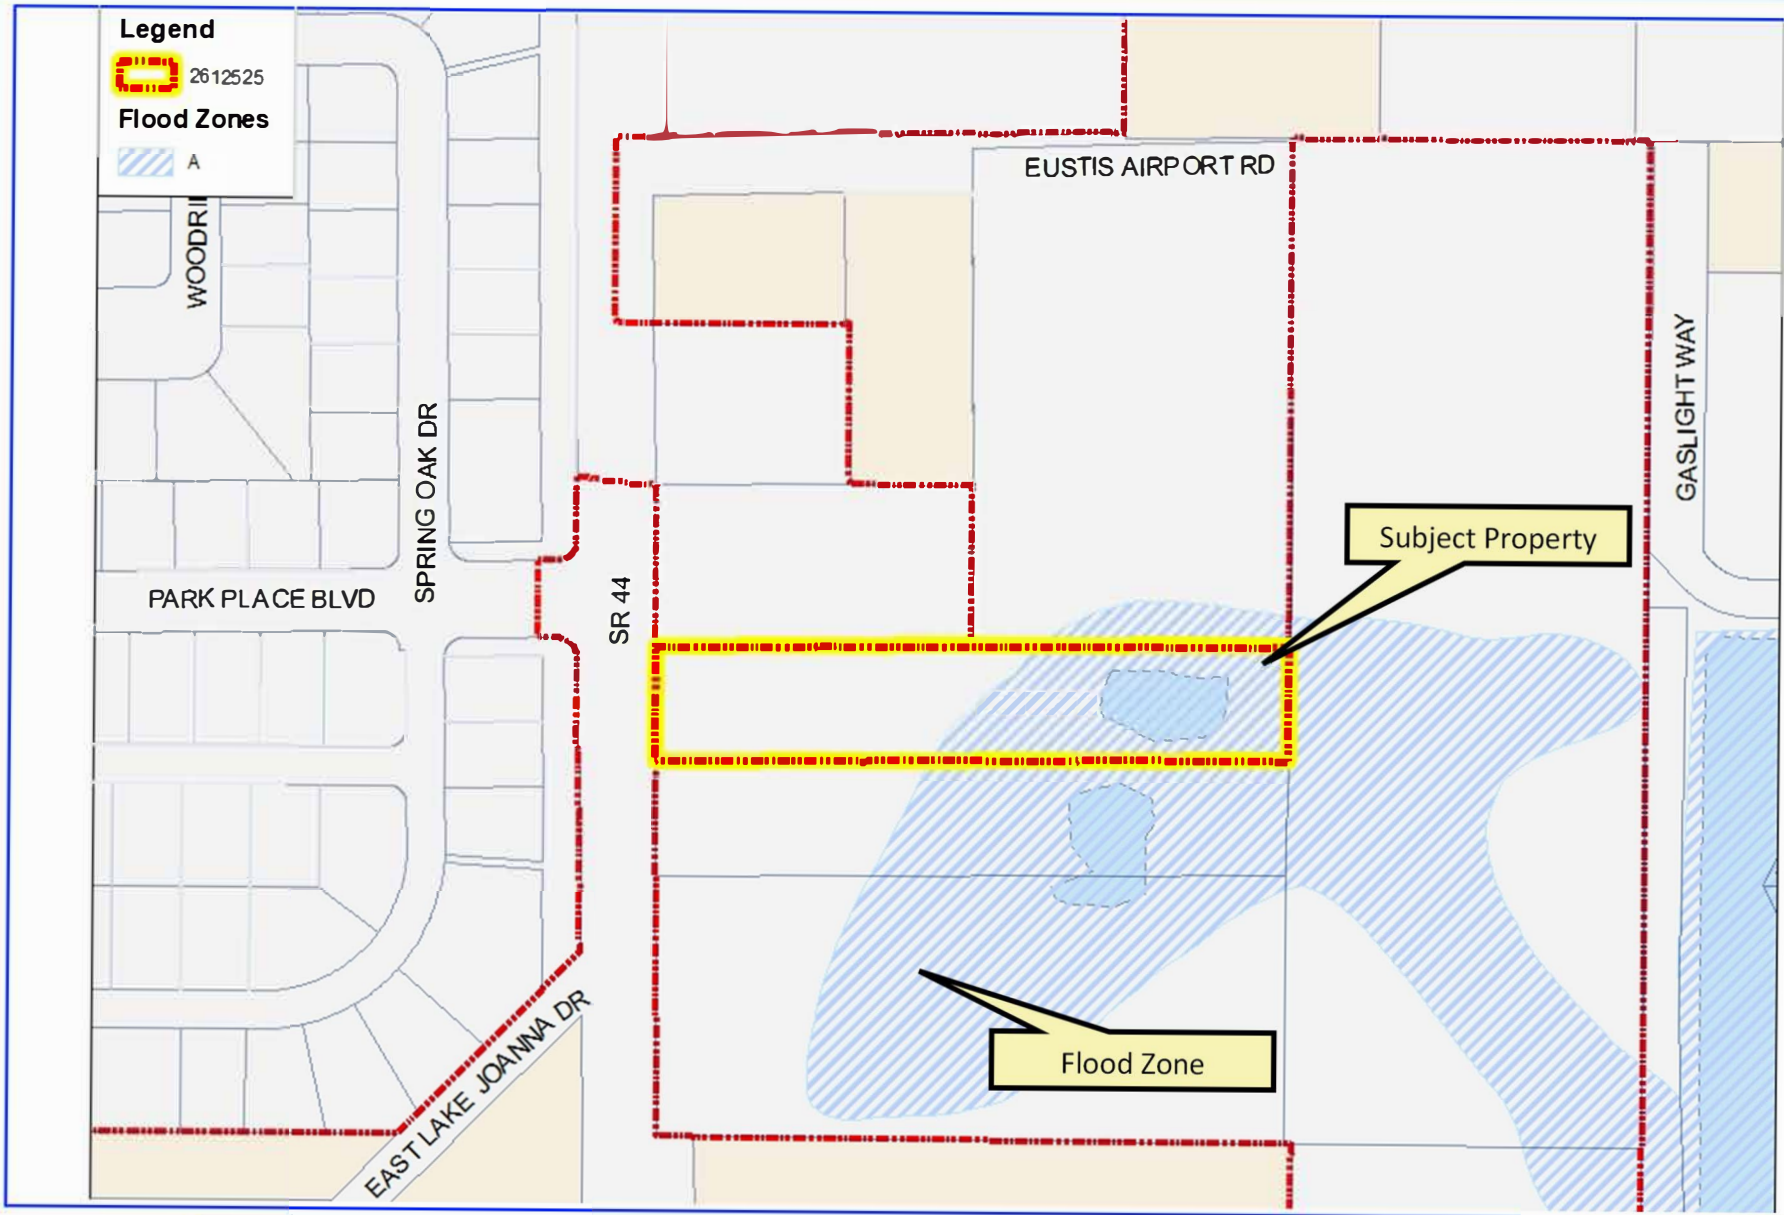 Legend
2612525
Flood Zones
A
WOODRI
EUSTIS AIRPORT RD
GASLIGHT WAY
SPRING OAK DR
Subject Property
PARK PLACE BLVD
SR 44
EAST LAKE JOANNA DR
Flood Zone